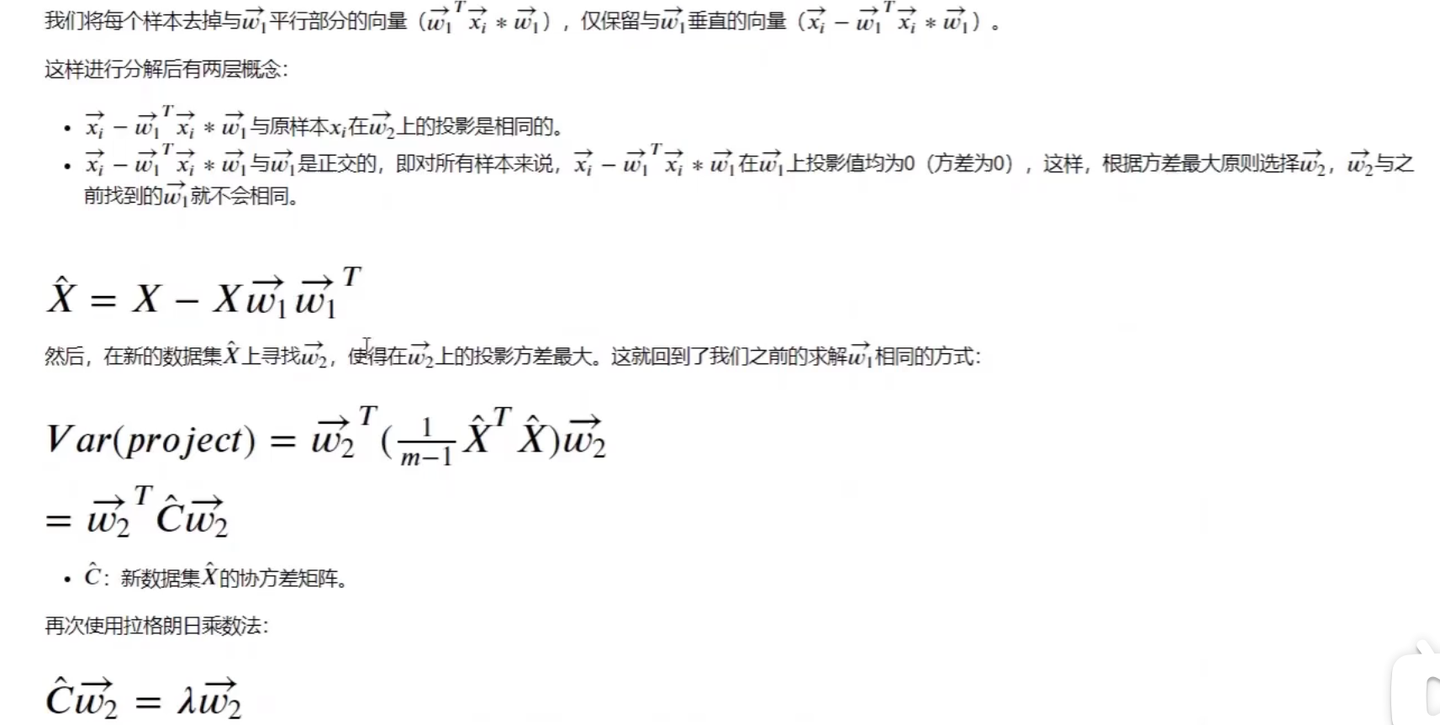 我们将每个样本去掉与$\vec{w_1}$平行部分的向量（$\vec{w_1}^T\vec{x_i} * \vec{w_1}$），仅保留与$\vec{w_1}$垂直的向量（$\vec{x_i} - \vec{w_1}^T\vec{x_i} * \vec{w_1}$）。
这样进行分解后有两层概念：
• $\vec{x_i} - \vec{w_1}^T\vec{x_i} * \vec{w_1}$与原样本$x_i$在$\vec{w_2}$上的投影是相同的。
• $\vec{x_i} - \vec{w_1}^T\vec{x_i} * \vec{w_1}$与$\vec{w_1}$是正交的，即对所有样本来说，$\vec{x_i} - \vec{w_1}^T\vec{x_i} * \vec{w_1}$在$\vec{w_1}$上投影值均为0（方差为0），这样，根据方差最大原则选择$\vec{w_2}$，$\vec{w_2}$与之
前找到的$\vec{w_1}$就不会相同。
$\hat{X} = X - X\vec{w_1}\vec{w_1}^T$
然后，在新的数据集$\hat{X}$上寻找$\vec{w_2}$，使得在$\vec{w_2}$上的投影方差最大。这就回到了我们之前的求解$\vec{w_1}$相同的方式：
$Var(project) = \vec{w_2}^T(\frac{1}{m-1}\hat{X}^T\hat{X})\vec{w_2}$
$= \vec{w_2}^T\hat{C}\vec{w_2}$
• $\hat{C}$：新数据集$\hat{X}$的协方差矩阵。
再次使用拉格朗日乘数法：
$\hat{C}\vec{w_2} = \lambda\vec{w_2}$